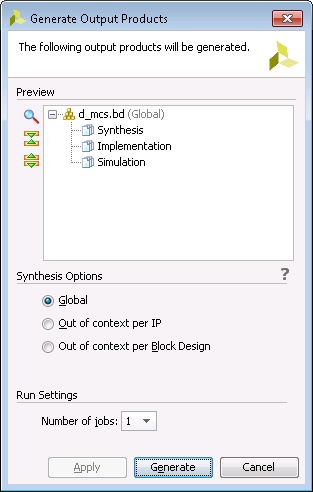 Generate Output Products
The following output products will be generated.
Preview
d_mcs.bd (Global)
Synthesis
Implementation
Simulation
Synthesis Options
?
Global
Out of context per IP
Out of context per Block Design
Run Settings
Number of jobs: 1
Apply Generate Cancel